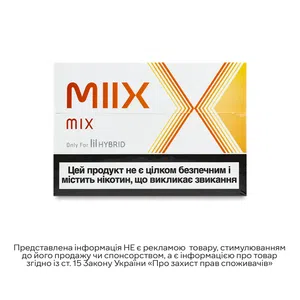 MIIX
MIX
Only For lil HYBRID
Цей продукт не є цілком безпечним і
містить нікотин, що викликає звикання
Представлена інформація НЕ є рекламою товару, стимулюванням
до його продажу чи спонсорством, а є інформацією про товар
згідно із ст. 15 Закону України «Про захист прав споживачів»